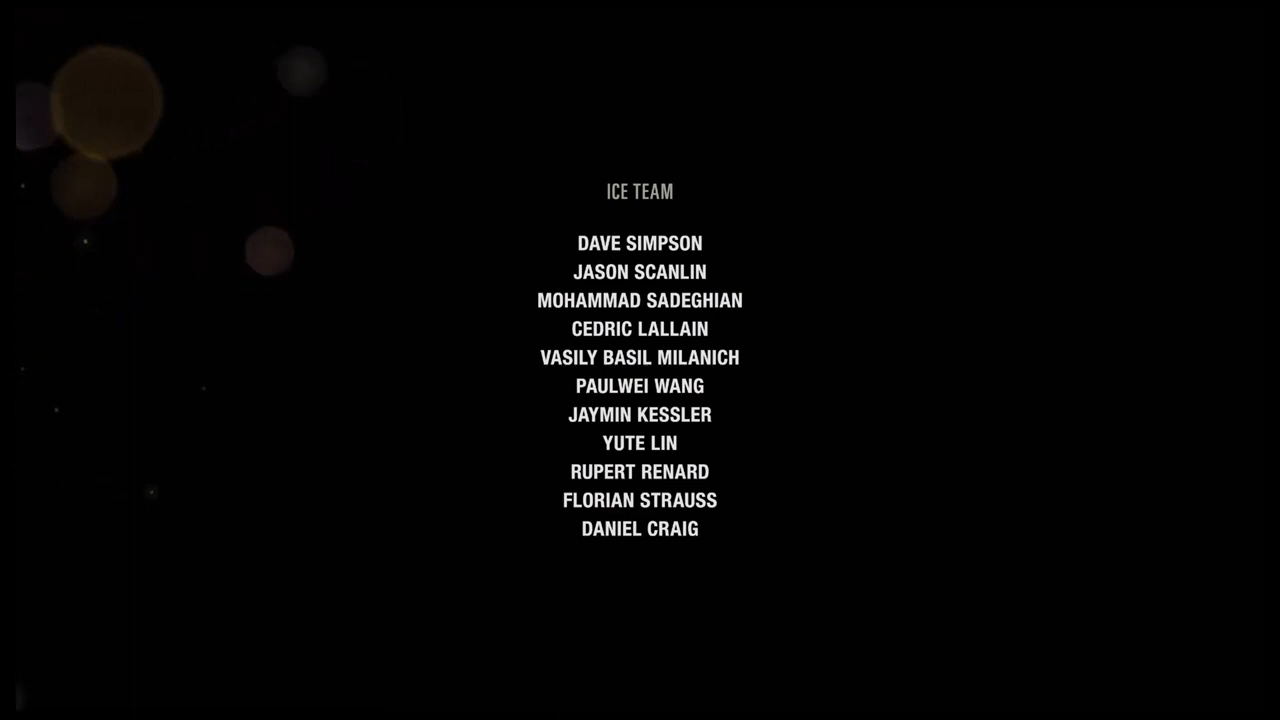 ICE TEAM
DAVE SIMPSON
JASON SCANLIN
MOHAMMAD SADEGHIAN
CEDRIC LALLAIN
VASILY BASIL MILANICH
PAULWEI WANG
JAYMIN KESSLER
YUTE LIN
RUPERT RENARD
FLORIAN STRAUSS
DANIEL CRAIG